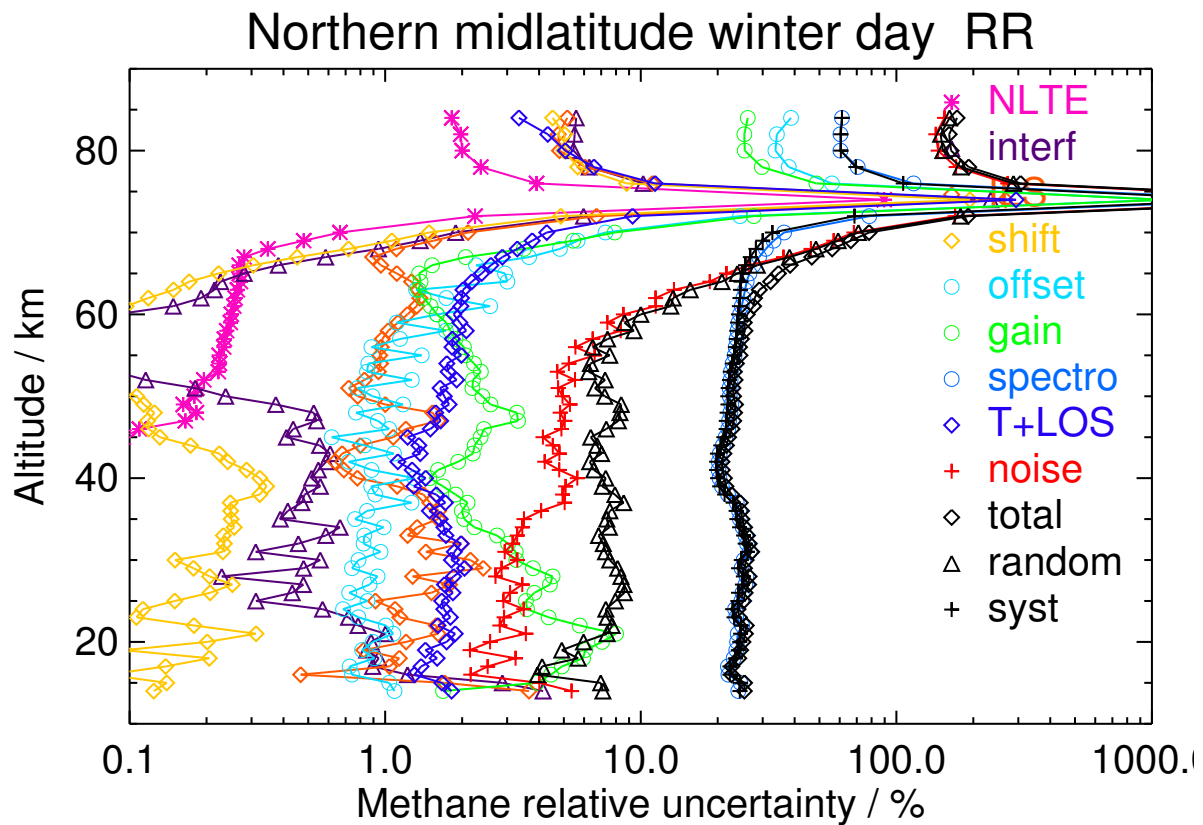 Northern midlatitude winter day RR
NLTE
interf
shift
offset
gain
spectro
T+LOS
noise
total
random
syst
80
60
40
20
Altitude / km
0.1
1.0
10.0
100.0
1000.0
Methane relative uncertainty / %